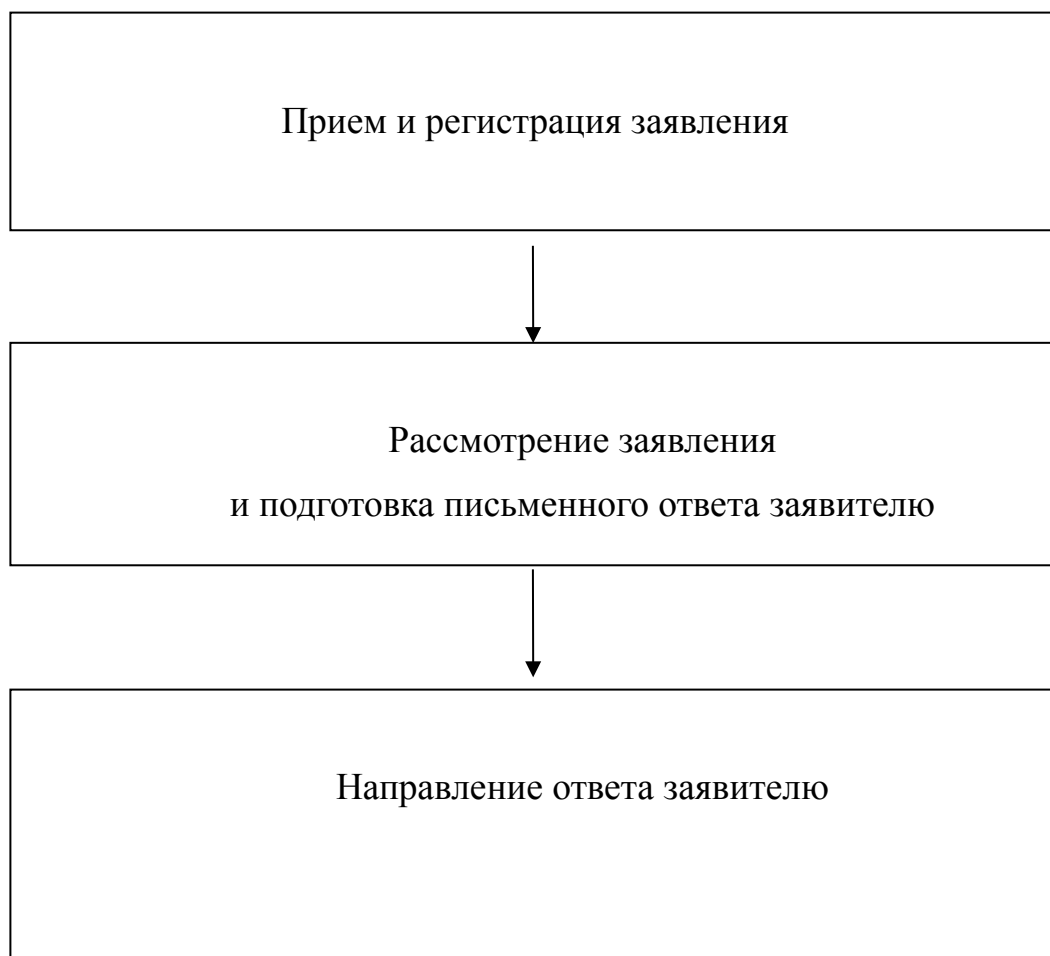 Прием и регистрация заявления
Рассмотрение заявления
и подготовка письменного ответа заявителю
Направление ответа заявителю